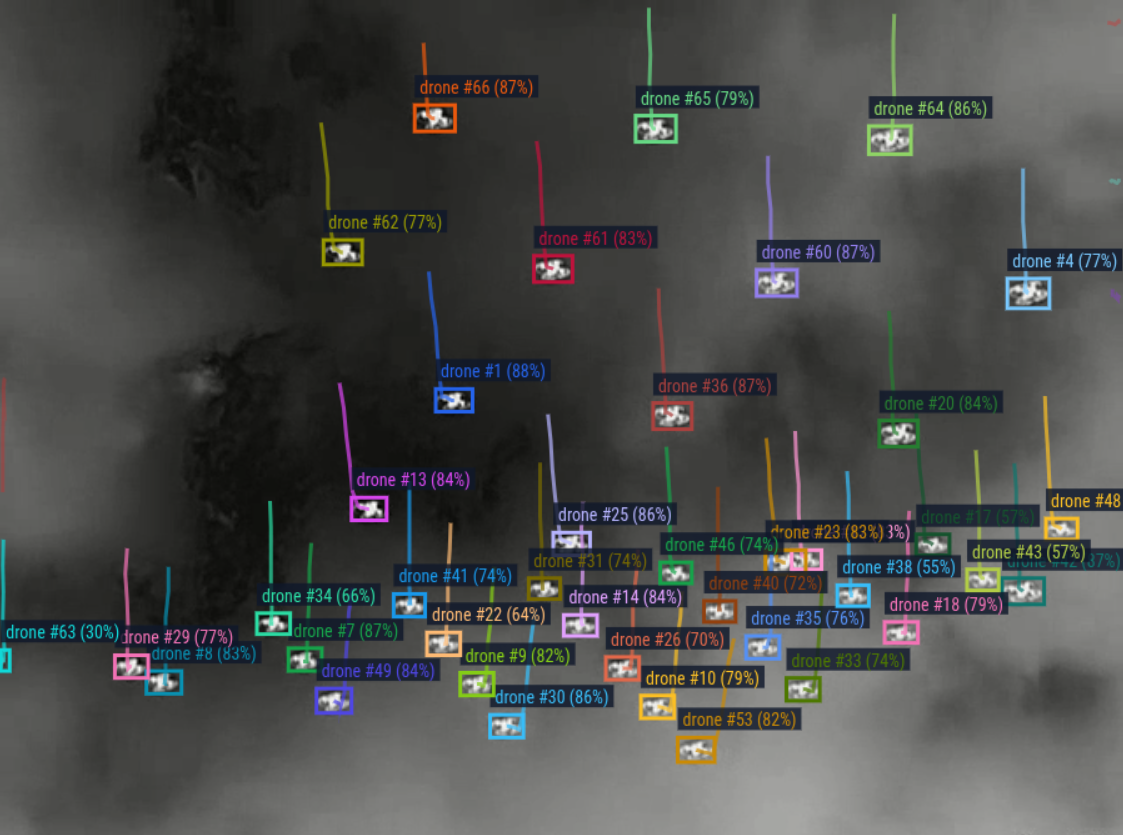 drone #66 (87%)
drone #65 (79%)
drone #64 (86%)
drone #62 (77%)
drone #61 (83%)
drone #60 (87%)
drone #4 (77%)
drone #1 (88%)
drone #36 (87%)
drone #20 (84%)
drone #13 (84%)
drone #48
drone #25 (86%)
drone #17 (57%)
drone #23 (83%) 3%)
drone #46 (74%)
drone #43 (57%)
drone #31 (74%)
drone #42 (37%)
drone #38 (55%)
drone #41 (74%)
drone #40 (72%)
drone #34 (66%)
drone #14 (84%)
drone #18 (79%)
drone #22 (64%)
drone #35 (76%)
drone #63 (30%)
drone #29 (77%)
drone #7 (87%)
drone #26 (70%)
drone #8 (83%)
drone #9 (82%)
drone #33 (74%)
drone #49 (84%)
drone #10 (79%)
drone #30 (86%)
drone #53 (82%)